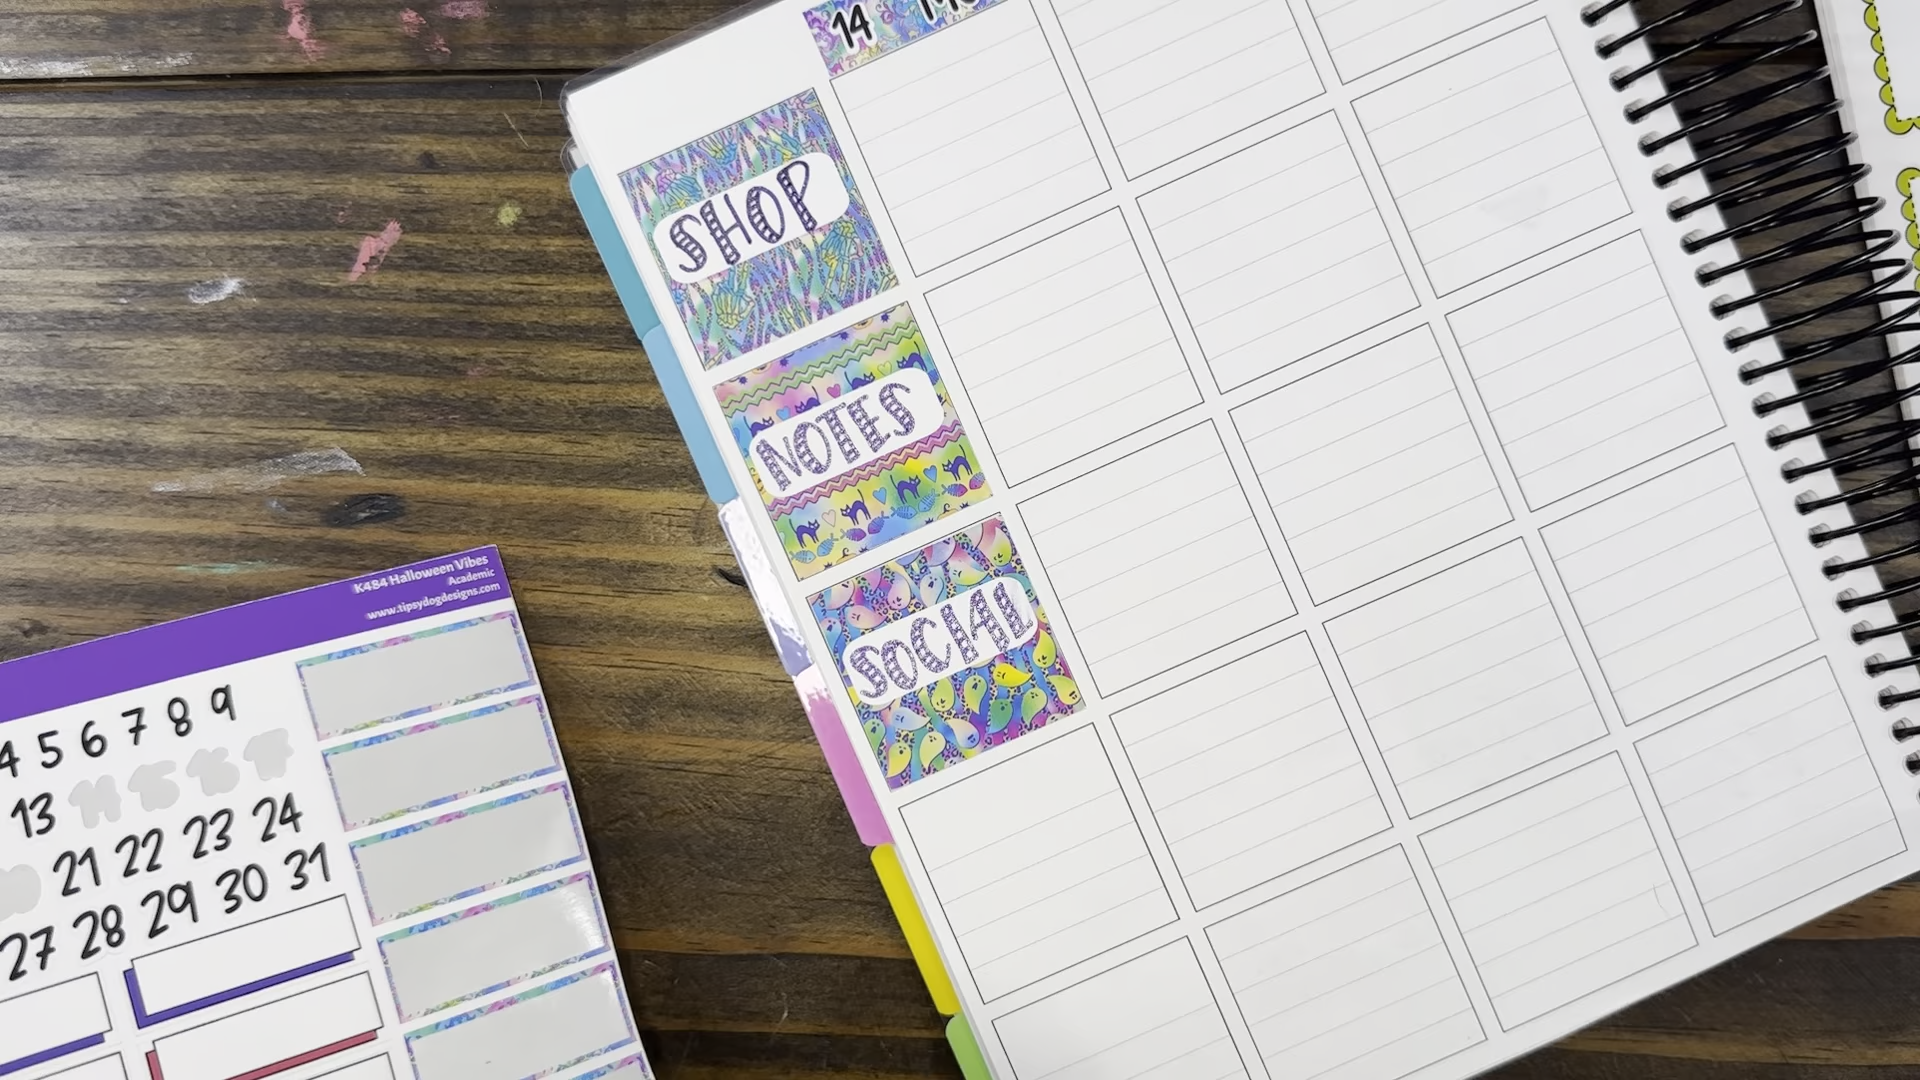 14
SHOP
NOTES
SOCIAL
K484 Halloween Vibes
Academic
www.tipsydogdesigns.com
4 5 6 7 8 9
13
21 22 23 24
27 28 29 30 31